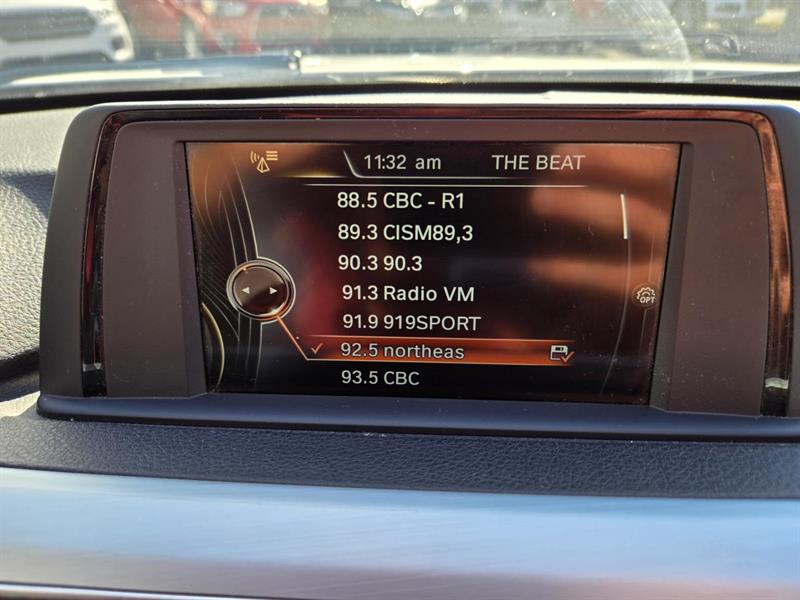 11:32 am THE BEAT
88.5 CBC - R1
89.3 CISM89,3
90.3 90.3
91.3 Radio VM
91.9 919SPORT
OPT
92.5 northeas
93.5 CBC